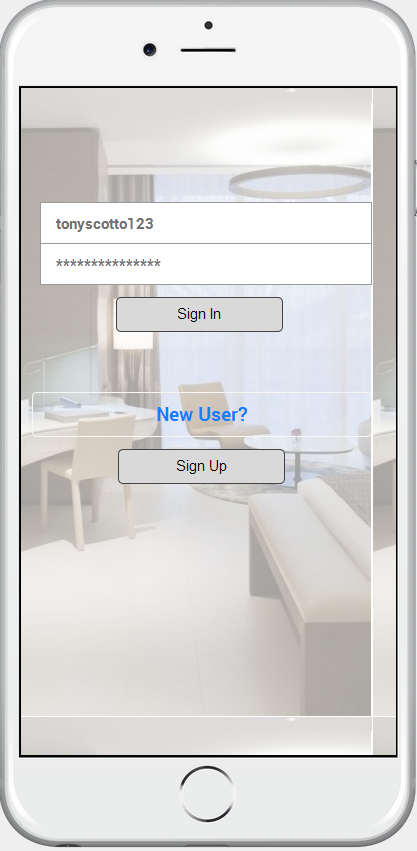 tonyscotto123
***************
Sign In
New User?
Sign Up